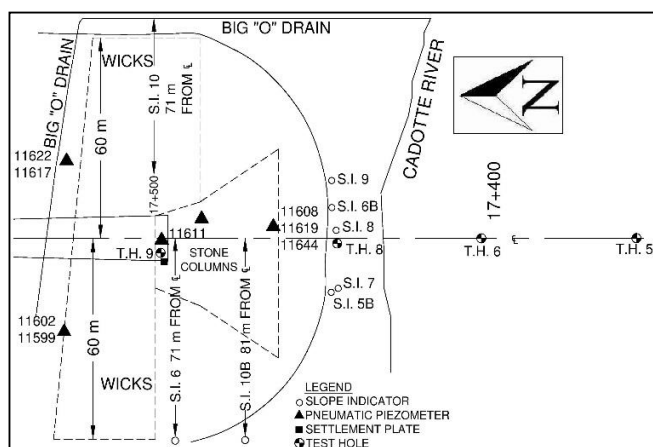 BIG "O" DRAIN
BIG "O" DRAIN
WICKS
60 m
S.I. 10
71 m
FROM ℄
CADOTTE RIVER
N
11622
11617
17+500
S.I. 9
S.I. 6B
S.I. 8
17+400
11608
11619
11644
11611
T.H. 9
STONE
COLUMNS
T.H. 8
T.H. 6
℄
T.H. 5
S.I. 7
S.I. 5B
11602
11599
60 m
WICKS
S.I. 6 71 m FROM ℄
S.I. 10B 81 m FROM ℄
LEGEND
SLOPE INDICATOR
PNEUMATIC PIEZOMETER
SETTLEMENT PLATE
TEST HOLE